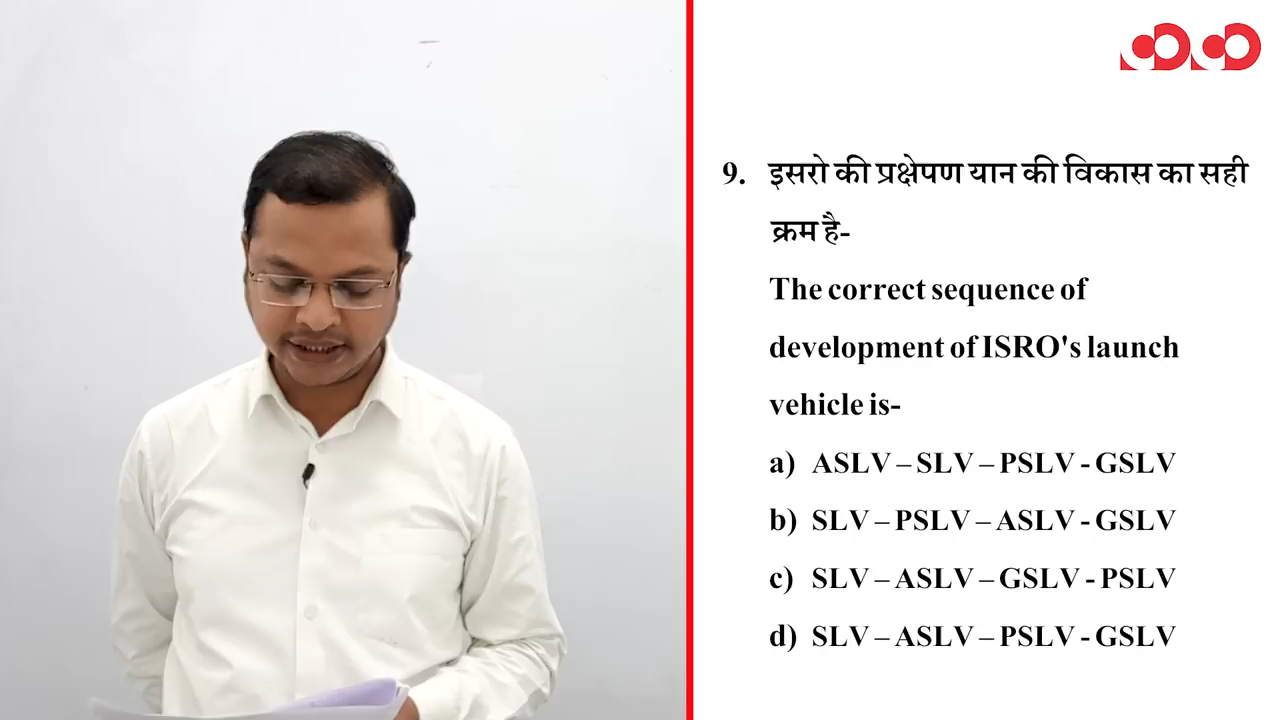 9. इसरो की प्रक्षेपण यान की विकास का सही
क्रम है-
The correct sequence of
development of ISRO's launch
vehicle is-
a) ASLV – SLV – PSLV - GSLV
b) SLV – PSLV – ASLV - GSLV
c) SLV – ASLV – GSLV - PSLV
d) SLV – ASLV – PSLV - GSLV